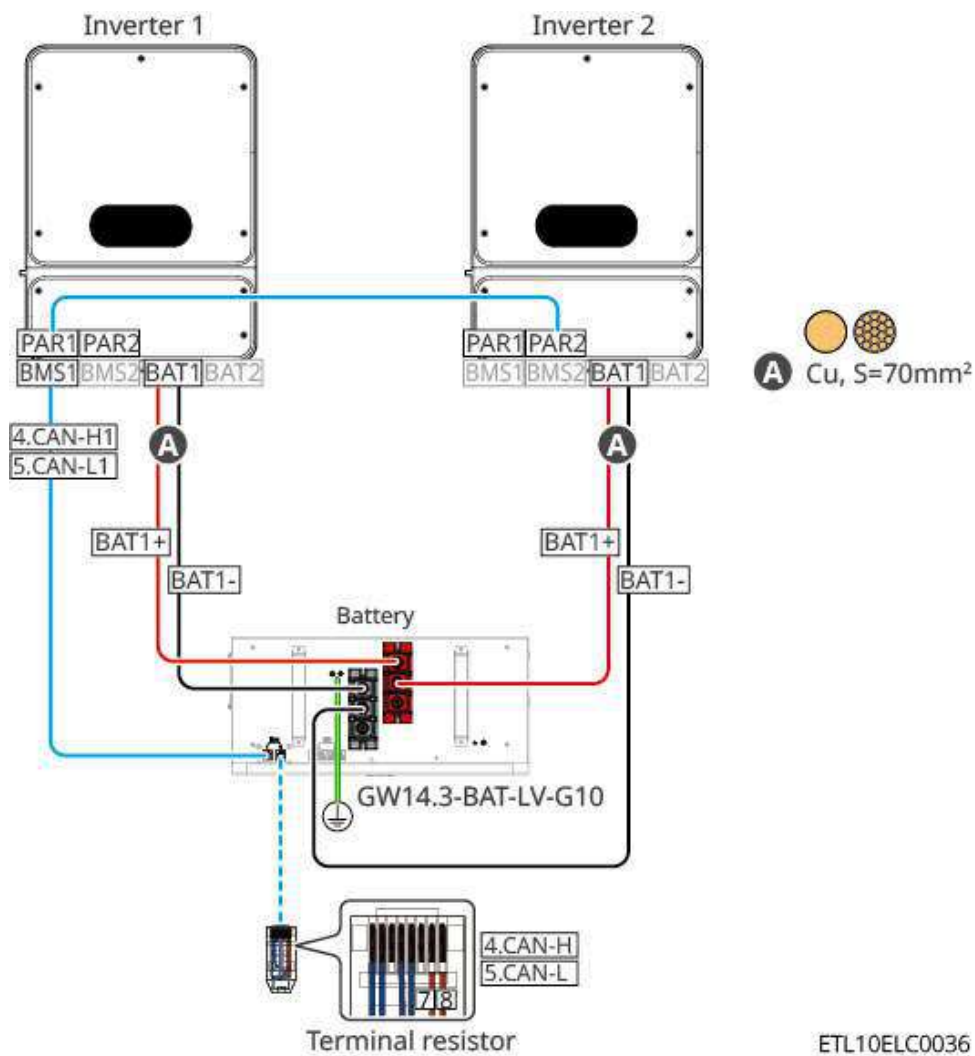 Inverter 1
Inverter 2
PAR1 PAR2
PAR1 PAR2
BMS1 BMS2 BAT1 BAT2
BMS1 BMS2 BAT1 BAT2
A Cu, S=70mm²
4.CAN-H1
5.CAN-L1
A
A
BAT1+
BAT1-
BAT1+
BAT1-
Battery
GW14.3-BAT-LV-G10
4.CAN-H
5.CAN-L
7 8
Terminal resistor
ETL10ELC0036